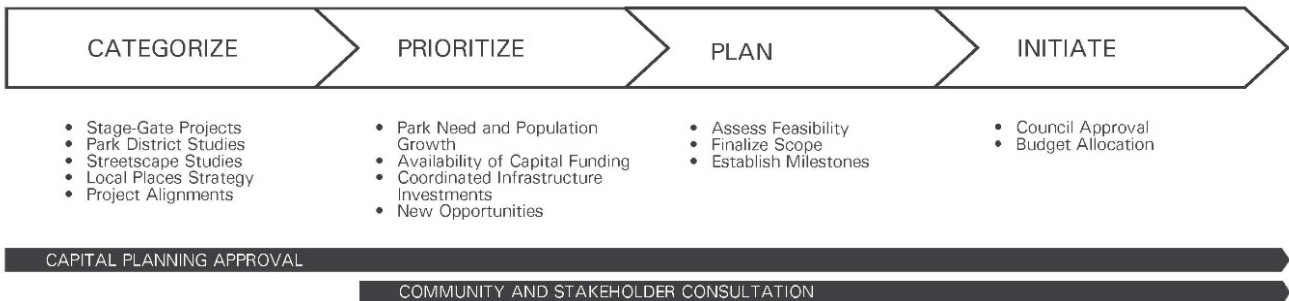 CATEGORIZE
PRIORITIZE
PLAN
INITIATE
• Stage-Gate Projects
• Park District Studies
• Streetscape Studies
• Local Places Strategy
• Project Alignments
• Park Need and Population
Growth
• Availability of Capital Funding
• Coordinated Infrastructure
Investments
• New Opportunities
• Assess Feasibility
• Finalize Scope
• Establish Milestones
• Council Approval
• Budget Allocation
CAPITAL PLANNING APPROVAL
COMMUNITY AND STAKEHOLDER CONSULTATION